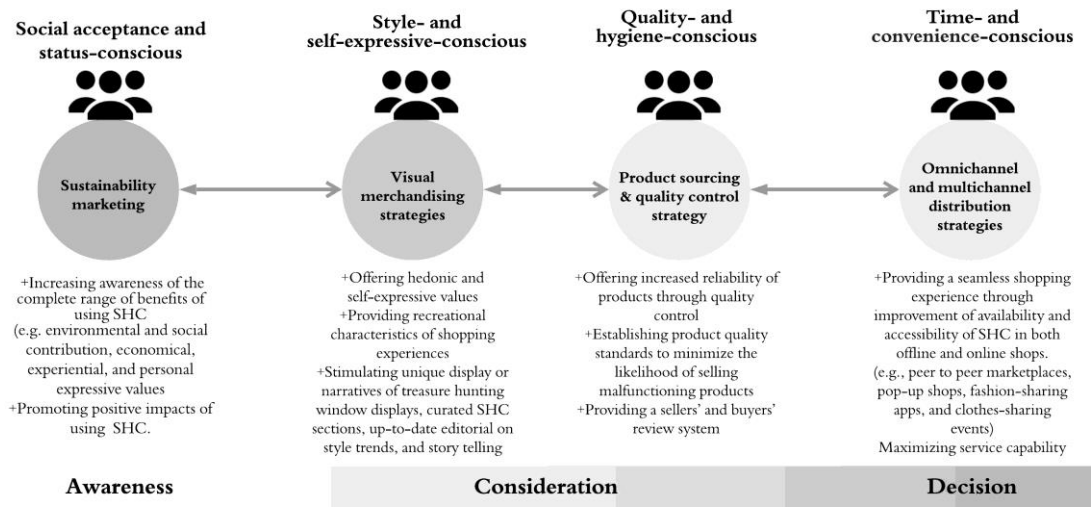 Social acceptance and
status-conscious
Style- and
self-expressive-conscious
Quality- and
hygiene-conscious
Time- and
convenience-conscious
Sustainability
marketing
Visual
merchandising
strategies
Product sourcing
& quality control
strategy
Omnichannel
and multichannel
distribution
strategies
+Increasing awareness of the
complete range of benefits of
using SHC
(e.g. environmental and social
contribution, economical,
experiential, and personal
expressive values
+Promoting positive impacts of
using SHC.
+Offering hedonic and
self-expressive values
+Providing recreational
characteristics of shopping
experiences
+Stimulating unique display or
narratives of treasure hunting
window displays, curated SHC
sections, up-to-date editorial on
style trends, and story telling
+Offering increased reliability of
products through quality
control
+Establishing product quality
standards to minimize the
likelihood of selling
malfunctioning products
+Providing a sellers' and buyers'
review system
+Providing a seamless shopping
experience through
improvement of availability and
accessibility of SHC in both
offline and online shops.
(e.g., peer to peer marketplaces,
pop-up shops, fashion-sharing
apps, and clothes-sharing
events)
Maximizing service capability
Awareness
Consideration
Decision